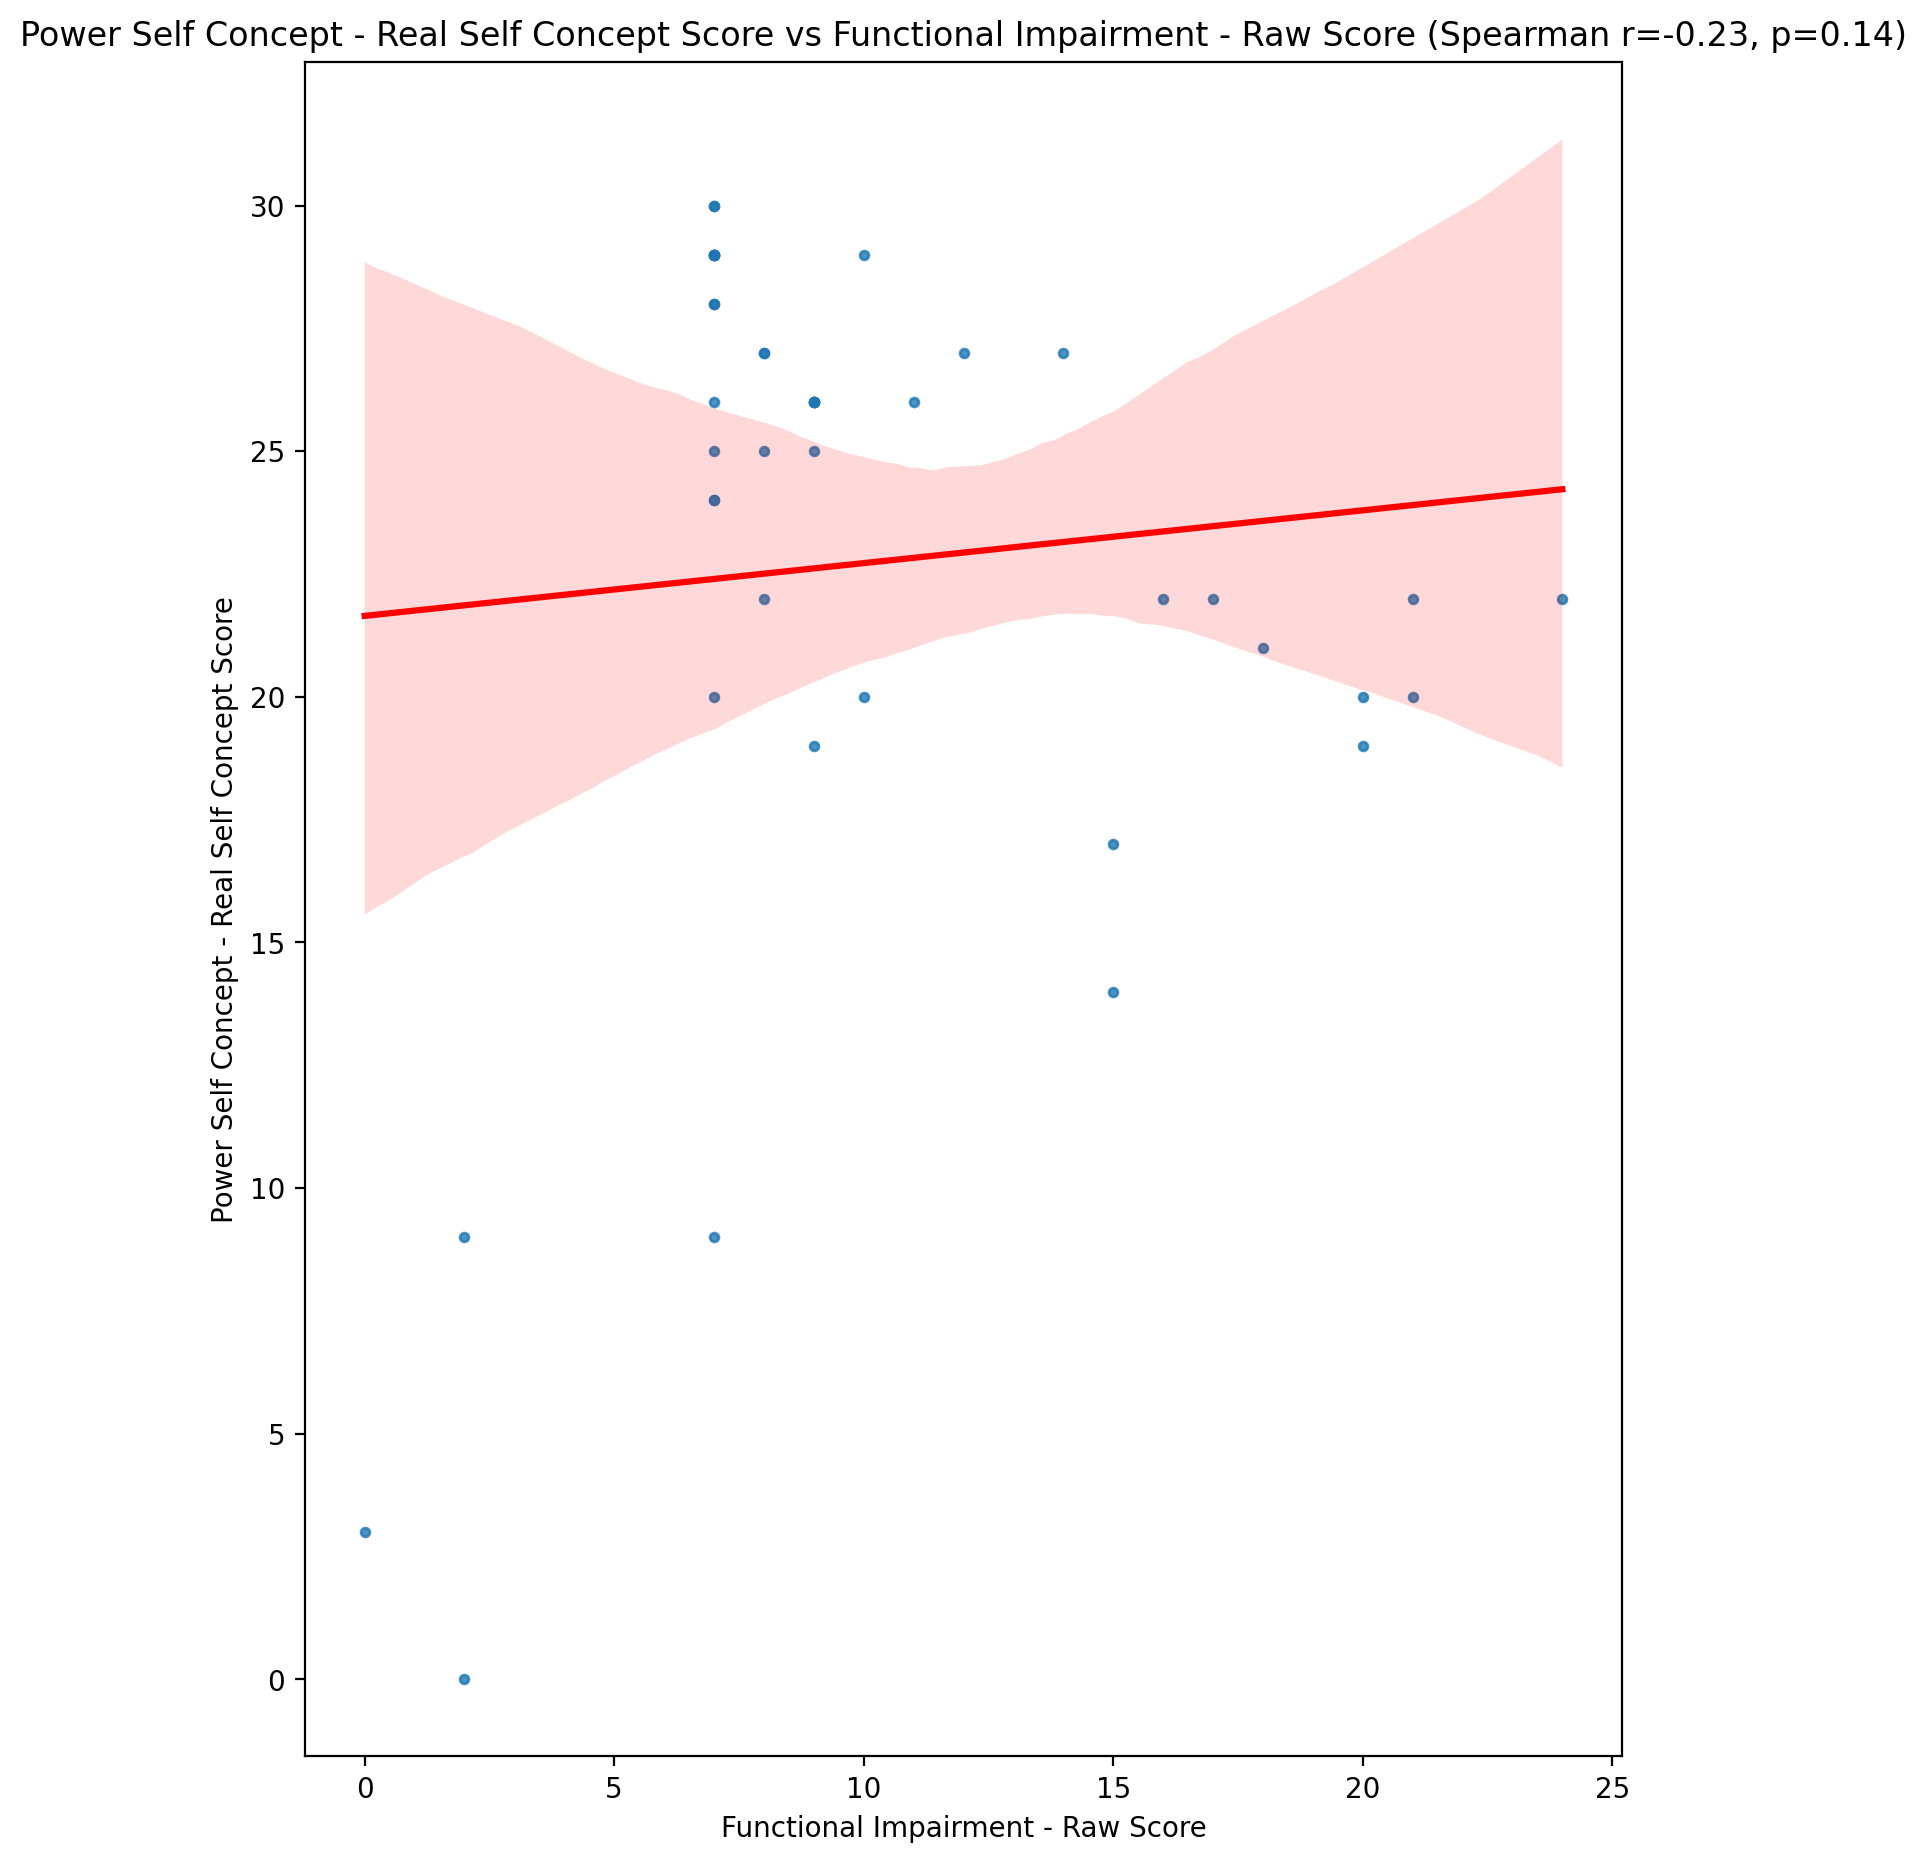 Power Self Concept - Real Self Concept Score vs Functional Impairment - Raw Score (Spearman r=-0.23, p=0.14)
Power Self Concept - Real Self Concept Score
30
25
20
15
10
5
0
0 5 10 15 20 25
Functional Impairment - Raw Score